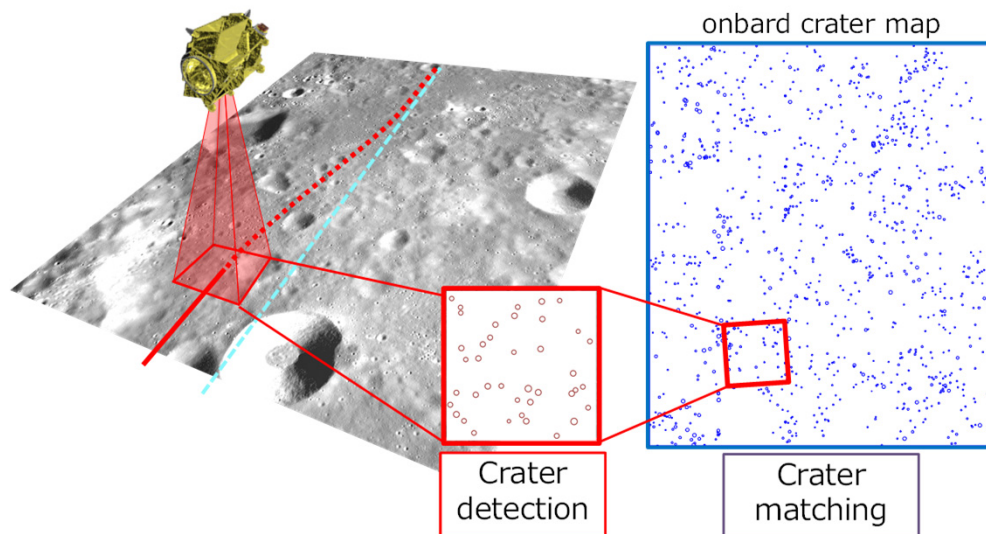 onbard crater map
Crater
detection
Crater
matching